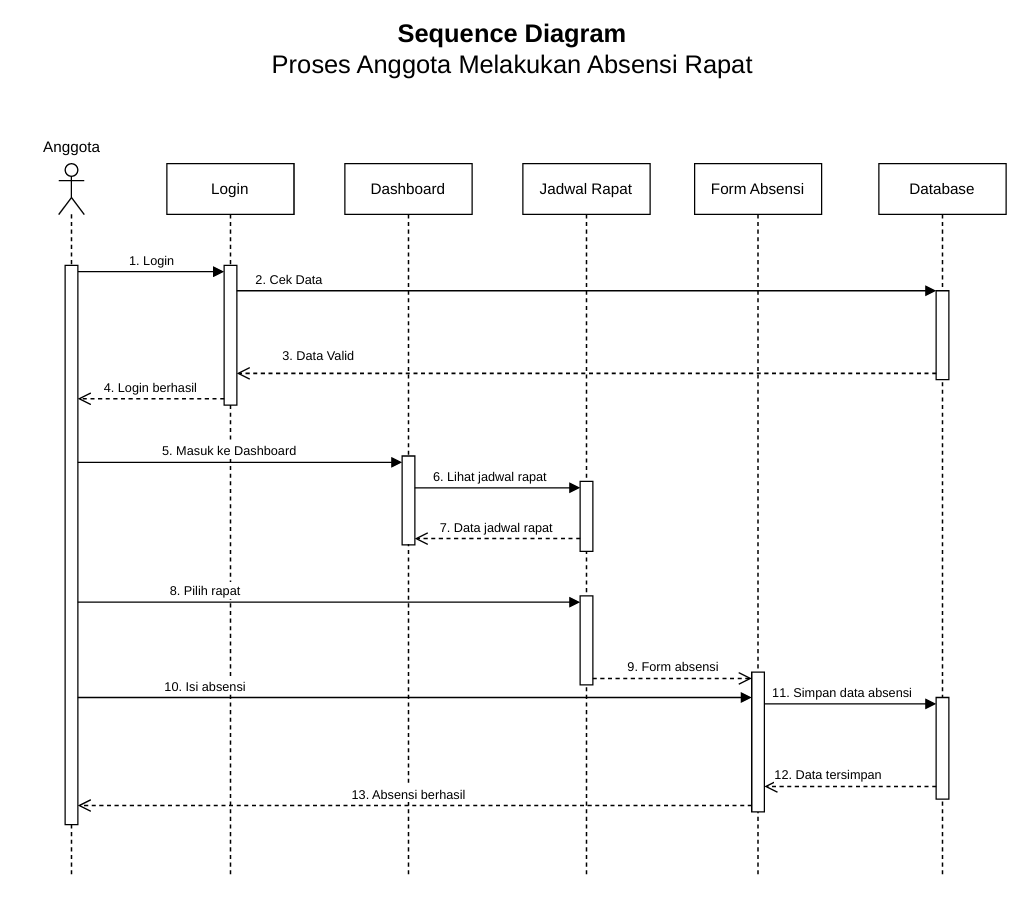 Sequence Diagram
Proses Anggota Melakukan Absensi Rapat
Anggota
Login
Dashboard
Jadwal Rapat
Form Absensi
Database
1. Login
2. Cek Data
3. Data Valid
4. Login berhasil
5. Masuk ke Dashboard
6. Lihat jadwal rapat
7. Data jadwal rapat
8. Pilih rapat
9. Form absensi
10. Isi absensi
11. Simpan data absensi
12. Data tersimpan
13. Absensi berhasil